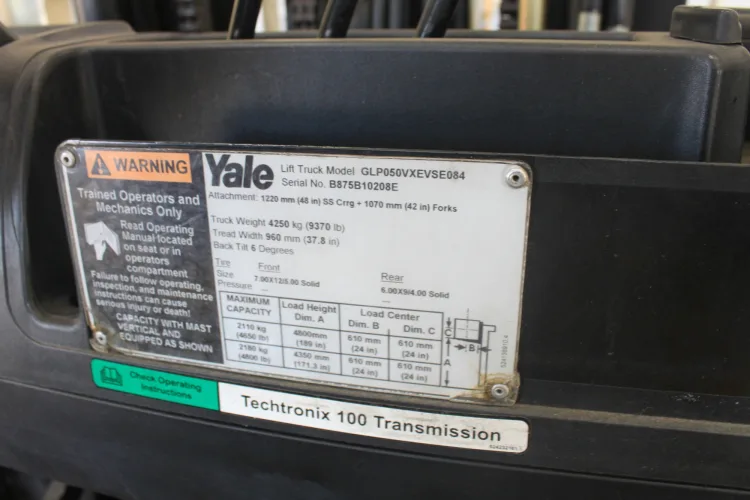 WARNING
Trained Operators and
Mechanics Only
Read Operating
Manual located
on seat or in
operators
compartment
Failure to follow operating,
inspection, and maintenance
instructions can cause
serious injury or death!
CAPACITY WITH MAST
VERTICAL AND
EQUIPPED AS SHOWN
Yale
Lift Truck Model GLP050VXEVSE084
Serial No. B875B10208E
Attachment: 1220 mm (48 in) SS Crrg + 1070 mm (42 in) Forks
Truck Weight 4250 kg (9370 lb)
Tread Width 960 mm (37.8 in)
Back Tilt 6 Degrees
Tire Front Rear
Size: 7.00X12/5.00 Solid 6.00X9/4.00 Solid
Pressure: --- ---
MAXIMUM CAPACITY Load Height Dim. A Load Center Dim. B Dim. C
2110 kg (4650 lb) 4800mm (189 in) 610 mm (24 in) 610 mm (24 in)
2180 kg (4800 lb) 4350 mm (171.3 in) 610 mm (24 in) 610 mm (24 in)
C
B
A
Check Operating
Instructions
Techtronix 100 Transmission